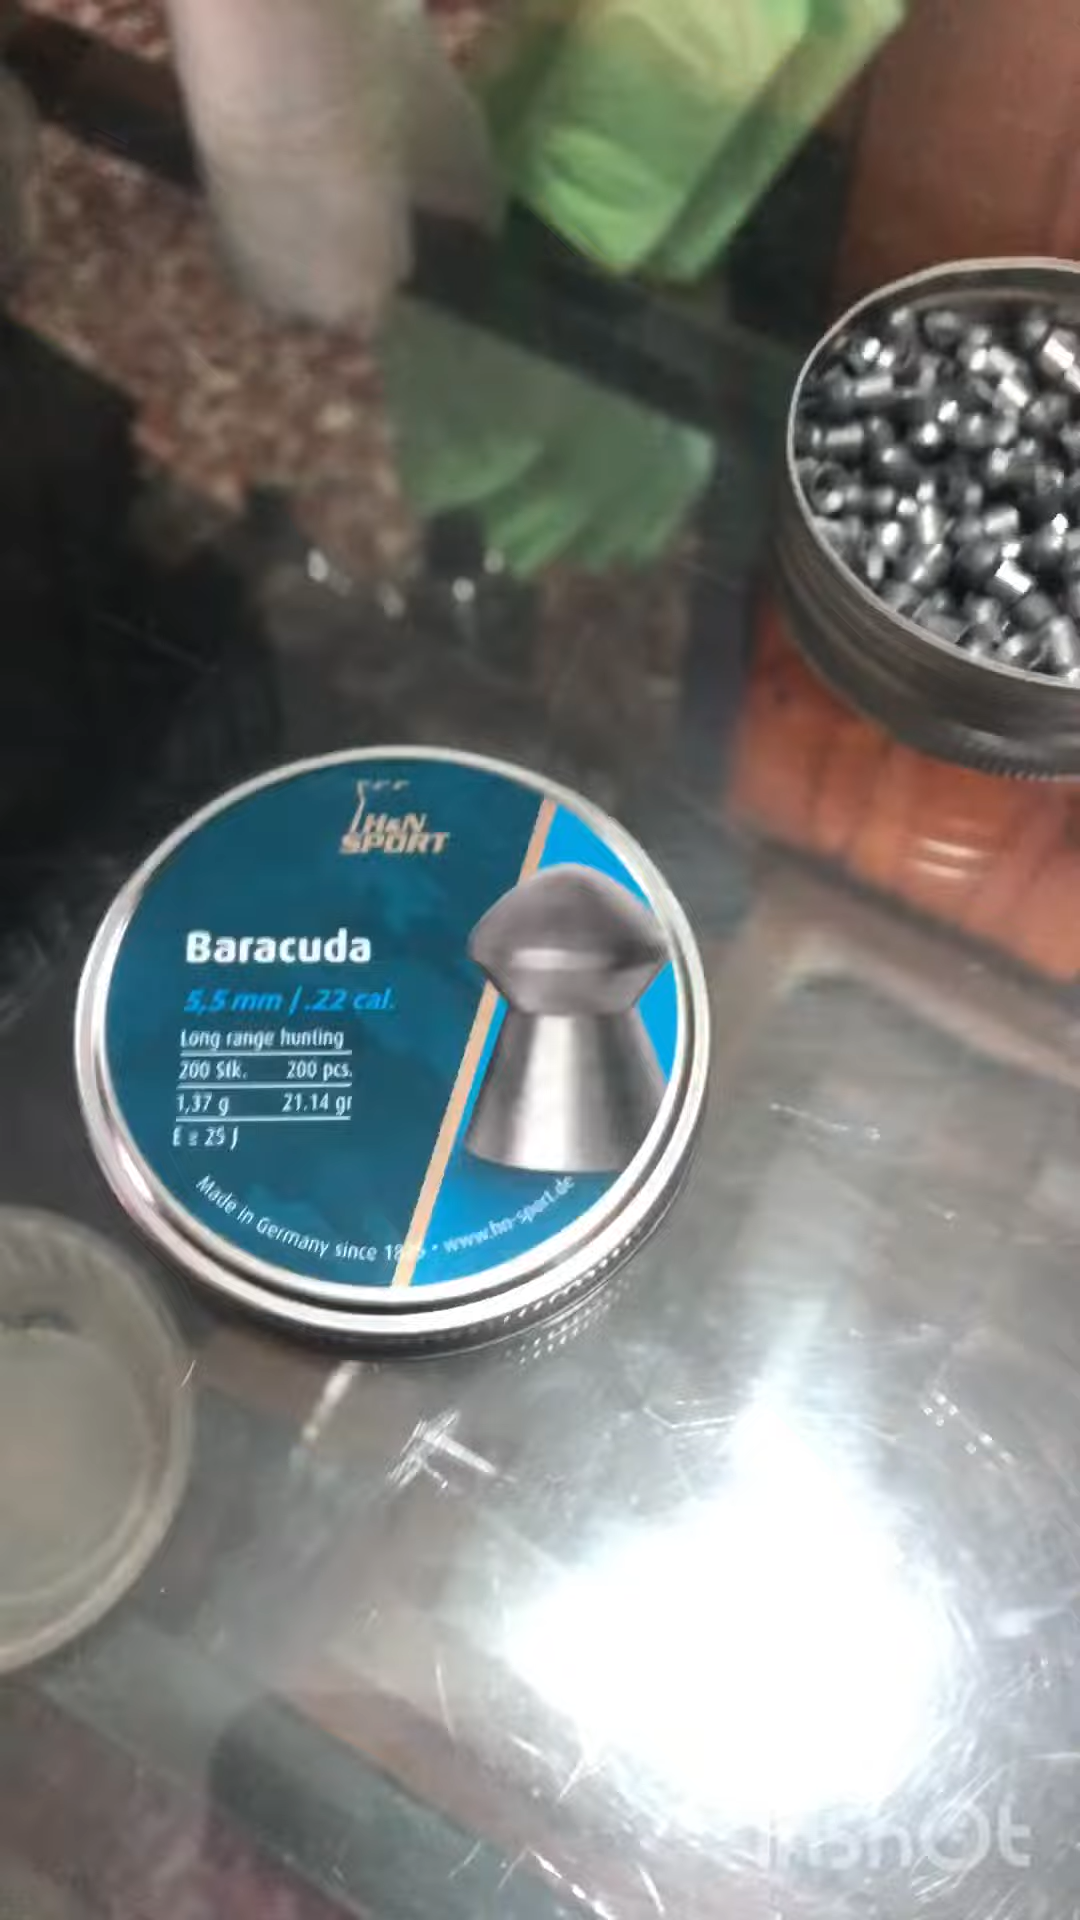 H&N
SPORT
Baracuda
5,5 mm | .22 cal.
Long range hunting
200 Stk. 200 pcs.
1,37 g 21.14 gr
E ≥ 25 J
Made in Germany since • www.hn-sport.de